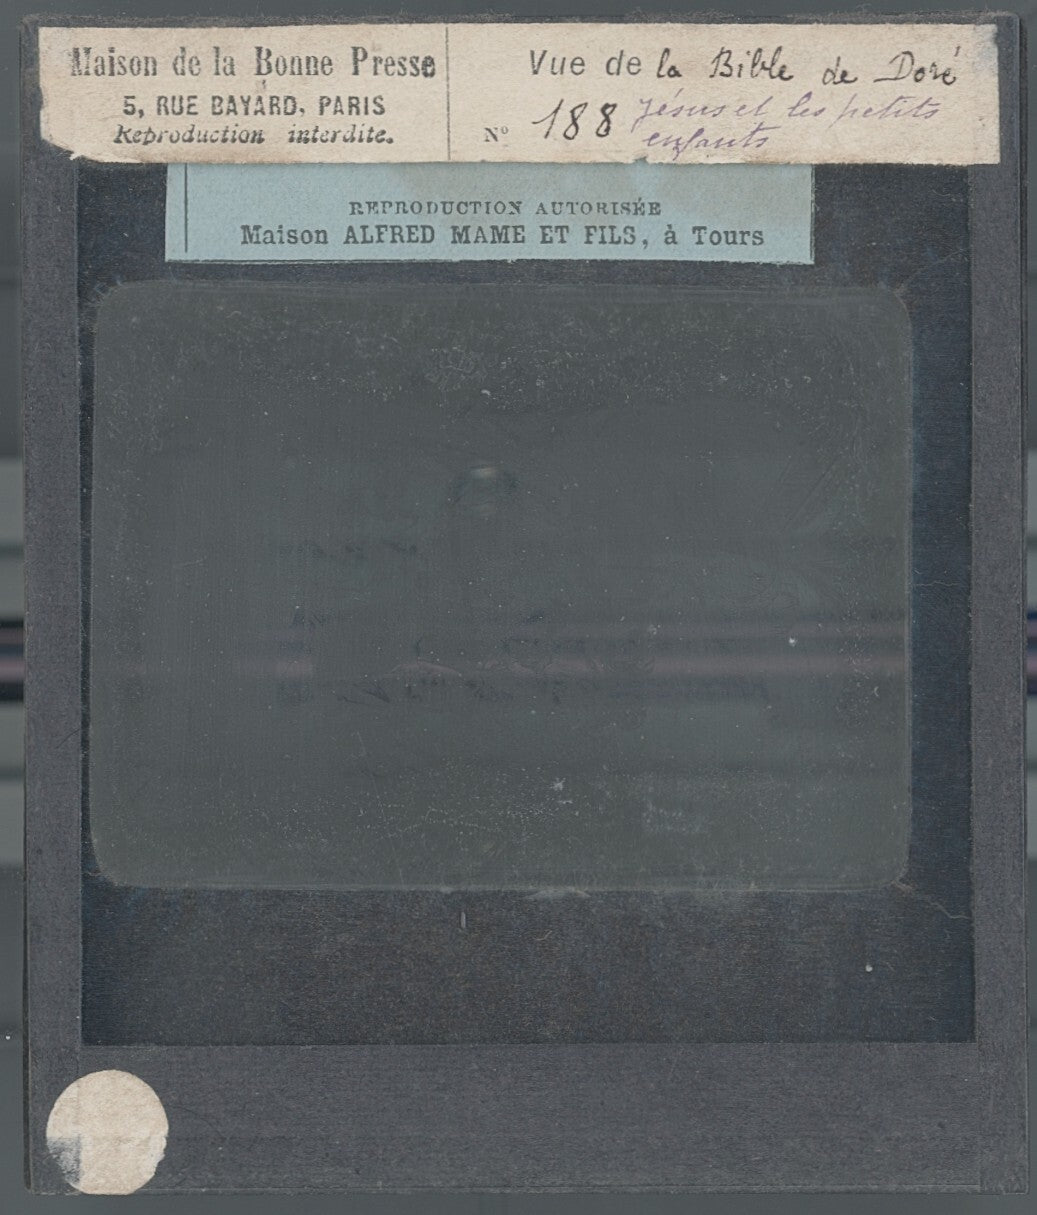 Maison de la Bonne Presse
5, RUE BAYARD, PARIS
Reproduction interdite.
Vue de la Bible de Doré
N° 188 Jésus et les petits
enfants
REPRODUCTION AUTORISÉE
Maison ALFRED MAME ET FILS, à Tours